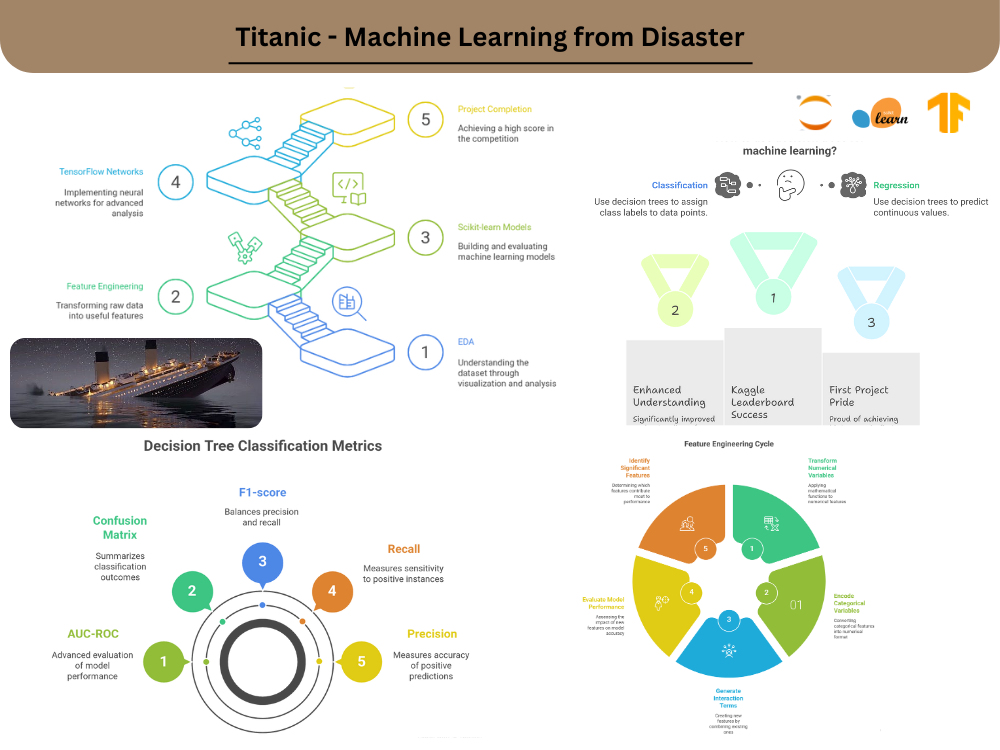 Titanic - Machine Learning from Disaster
5
Project Completion
Achieving a high score in
the competition
TensorFlow Networks
4
Implementing neural
networks for advanced
analysis
3
Scikit-learn Models
Building and evaluating
machine learning models
Feature Engineering
2
Transforming raw data
into useful features
1
EDA
Understanding the
dataset through
visualization and analysis
learn
machine learning?
Classification
Use decision trees to assign
class labels to data points.
Regression
Use decision trees to predict
continuous values.
2
1
3
Enhanced
Understanding
Significantly improved
Kaggle
Leaderboard
Success
First Project
Pride
Proud of achieving
Decision Tree Classification Metrics
F1-score
Balances precision
and recall
3
Confusion
Matrix
Summarizes
classification
outcomes
2
Recall
Measures sensitivity
to positive instances
4
AUC-ROC
Advanced evaluation
of model
performance
1
5
Precision
Measures accuracy
of positive
predictions
Feature Engineering Cycle
Identify
Significant
Features
Determining which
features contribute
most to
performance
5
Transform
Numerical
Variables
Applying
mathematical
functions to
numerical features
1
Evaluate Model
Performance
Assessing the
impact of new
features on model
accuracy
4
2
01
Encode
Categorical
Variables
Converting
categorical features
into numerical
format
3
Generate
Interaction
Terms
Creating new
features by
combining existing
ones